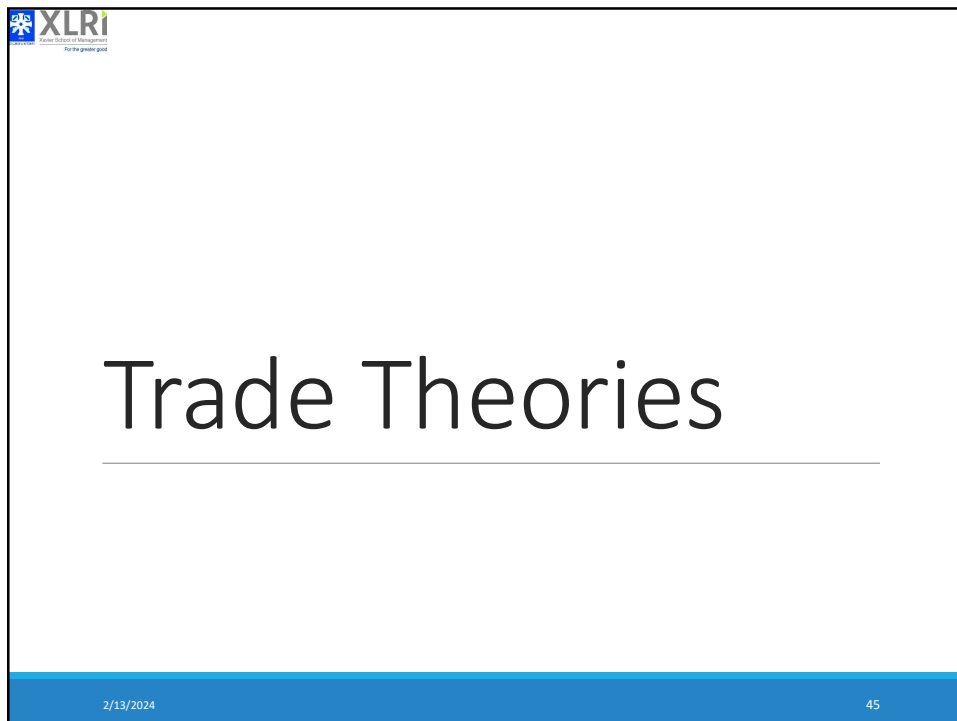 XLRI
Xavier School of Management
For the greater good
Trade Theories
2/13/2024
45